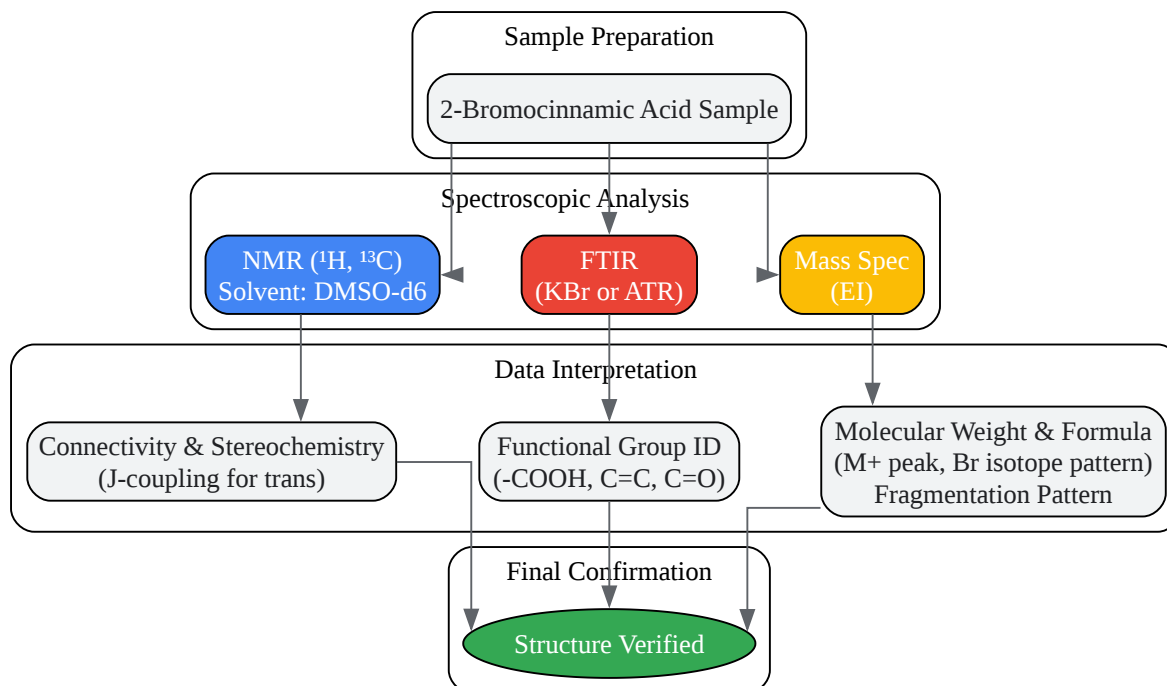 Sample Preparation
2-Bromocinnamic Acid Sample
Spectroscopic Analysis
NMR (¹H, ¹³C)
Solvent: DMSO-d6
FTIR
(KBr or ATR)
Mass Spec
(EI)
Data Interpretation
Connectivity & Stereochemistry
(J-coupling for trans)
Functional Group ID
(-COOH, C=C, C=O)
Molecular Weight & Formula
(M+ peak, Br isotope pattern)
Fragmentation Pattern
Final Confirmation
Structure Verified